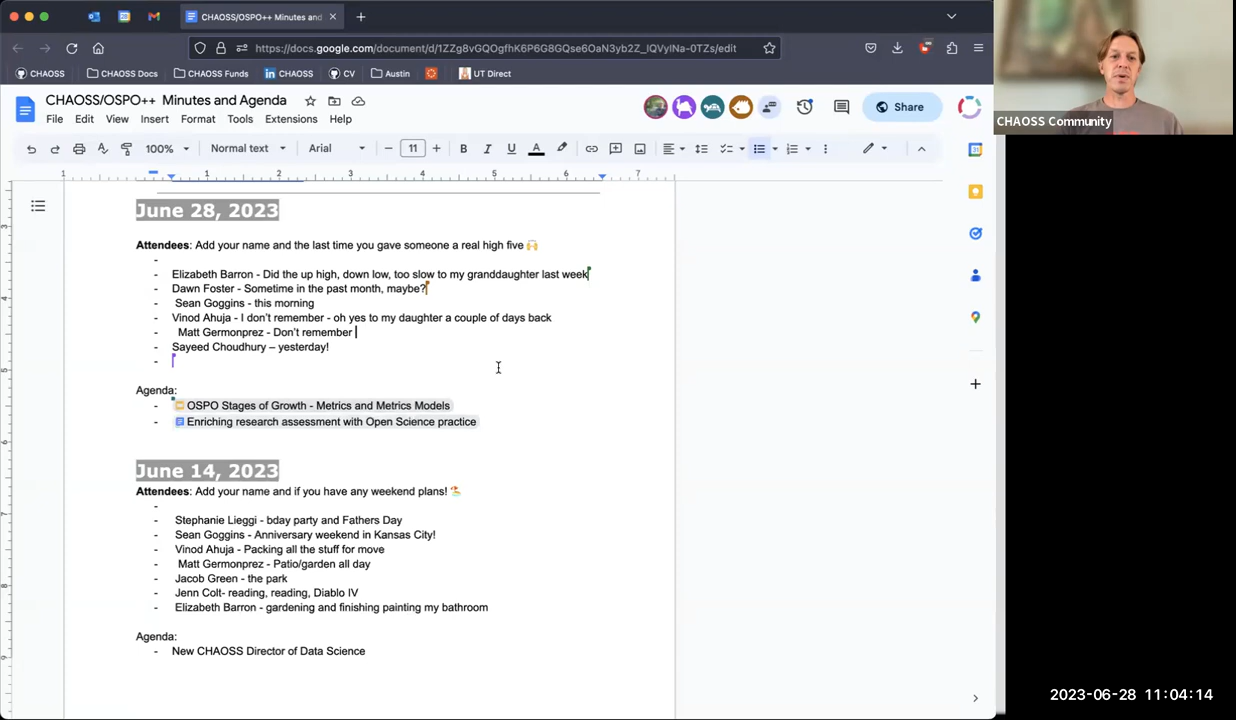 CHAOSS/OSPO++ Minutes and
https://docs.google.com/document/d/1ZZg8vGQOgfhK6P6G8GQse6OaN3yb2Z_IQVyINa-0TZs/edit
CHAOSS
CHAOSS Docs
CHAOSS Funds
CHAOSS
CV
Austin
UT Direct
CHAOSS/OSPO++ Minutes and Agenda
File Edit View Insert Format Tools Extensions Help
Share
100%
Normal text
Arial
11
1 1 2 3 4 5 6 7
June 28, 2023
Attendees: Add your name and the last time you gave someone a real high five 🙌
-
- Elizabeth Barron - Did the up high, down low, too slow to my granddaughter last week
- Dawn Foster - Sometime in the past month, maybe?
- Sean Goggins - this morning
- Vinod Ahuja - I don't remember - oh yes to my daughter a couple of days back
- Matt Germonprez - Don't remember
- Sayeed Choudhury – yesterday!
-
Agenda:
- OSPO Stages of Growth - Metrics and Metrics Models
- Enriching research assessment with Open Science practice
June 14, 2023
Attendees: Add your name and if you have any weekend plans! 🏖️
-
- Stephanie Lieggi - bday party and Fathers Day
- Sean Goggins - Anniversary weekend in Kansas City!
- Vinod Ahuja - Packing all the stuff for move
- Matt Germonprez - Patio/garden all day
- Jacob Green - the park
- Jenn Colt- reading, reading, Diablo IV
- Elizabeth Barron - gardening and finishing painting my bathroom
Agenda:
- New CHAOSS Director of Data Science
CHAOSS Community
2023-06-28 11:04:14